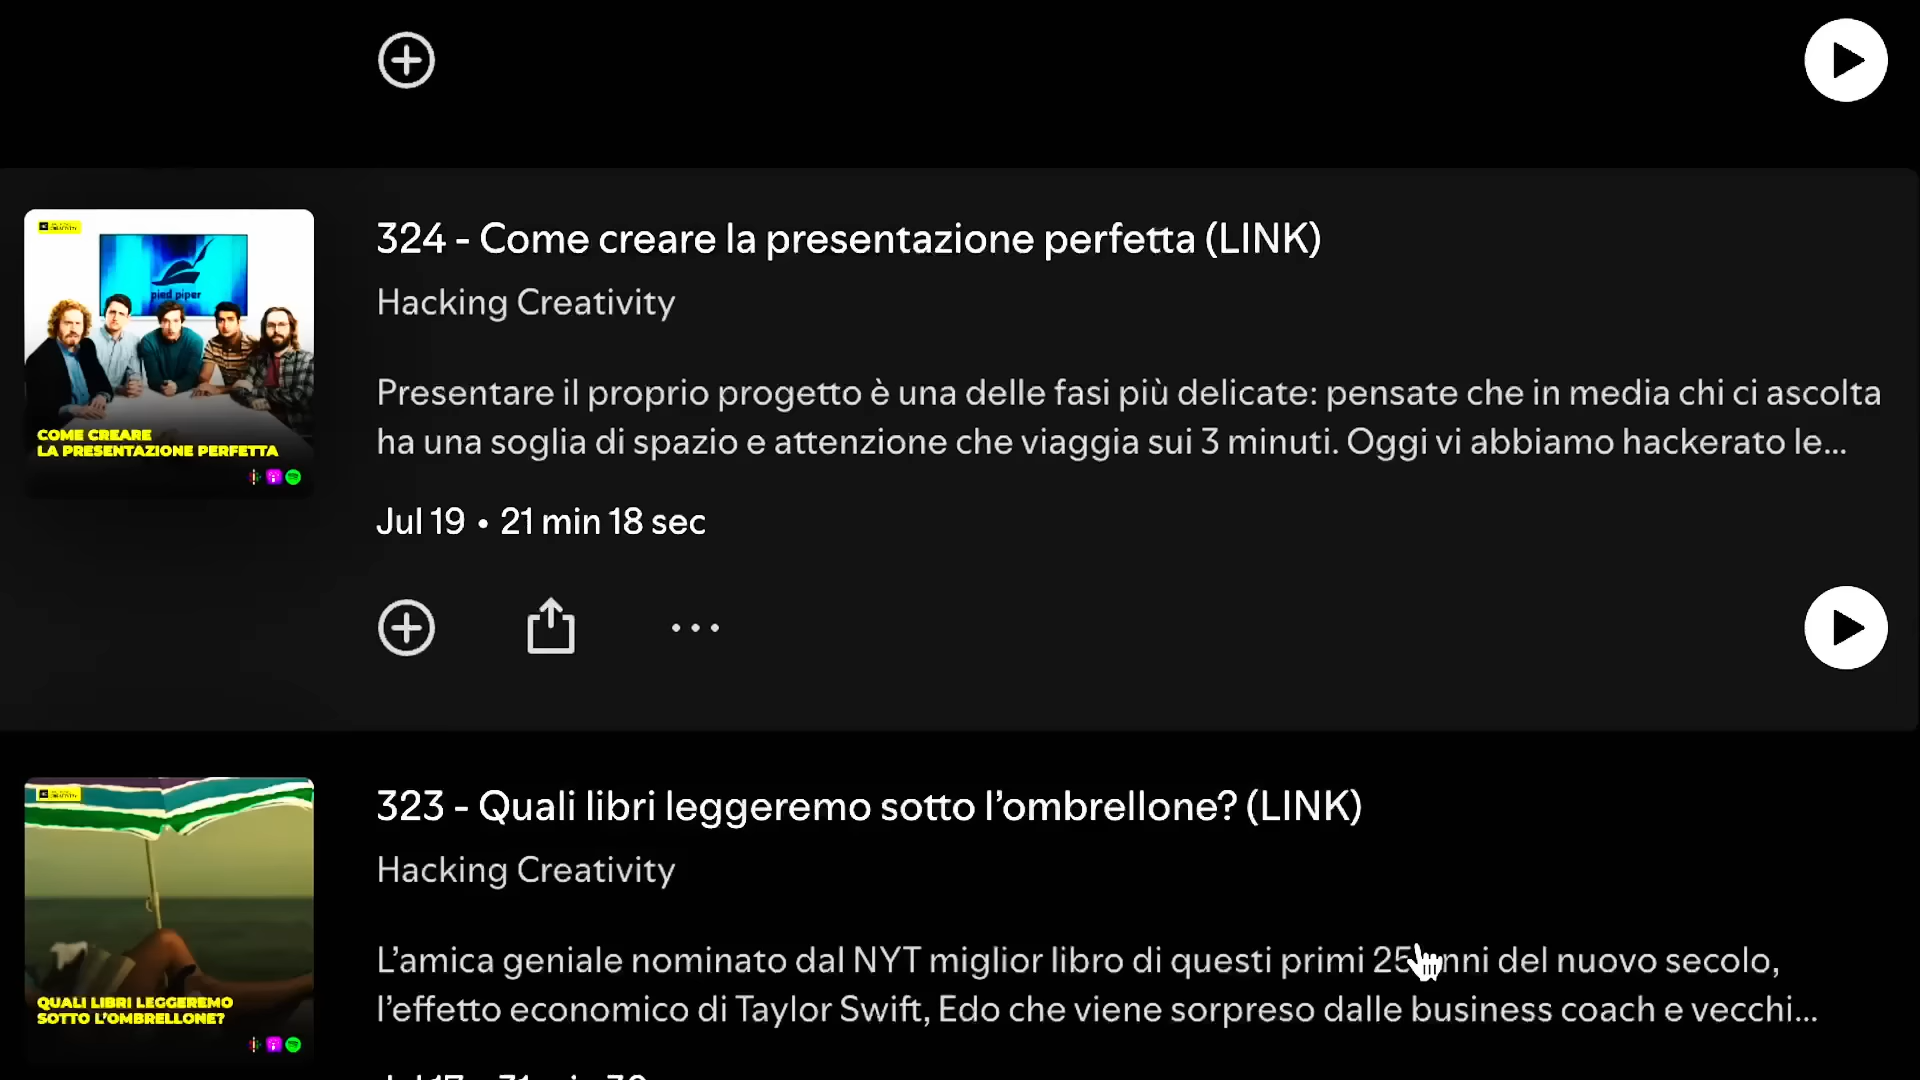 324 - Come creare la presentazione perfetta (LINK)
Hacking Creativity
Presentare il proprio progetto è una delle fasi più delicate: pensate che in media chi ci ascolta
ha una soglia di spazio e attenzione che viaggia sui 3 minuti. Oggi vi abbiamo hackerato le...
Jul 19 • 21 min 18 sec
pied piper
COME CREARE
LA PRESENTAZIONE PERFETTA
323 - Quali libri leggeremo sotto l’ombrellone? (LINK)
Hacking Creativity
L’amica geniale nominato dal NYT miglior libro di questi primi 25 anni del nuovo secolo,
l’effetto economico di Taylor Swift, Edo che viene sorpreso dalle business coach e vecchi...
QUALI LIBRI LEGGEREMO
SOTTO L’OMBRELLONE?